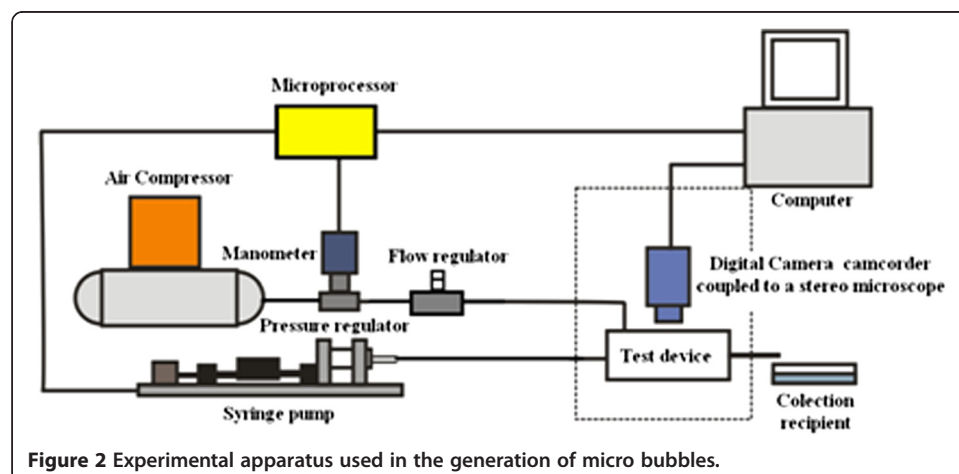 Microprocessor
Air Compressor
Computer
Manometer
Flow regulator
Digital Camera camcorder
coupled to a stereo microscope
Pressure regulator
Test device
Syringe pump
Colection
recipient
Figure 2 Experimental apparatus used in the generation of micro bubbles.